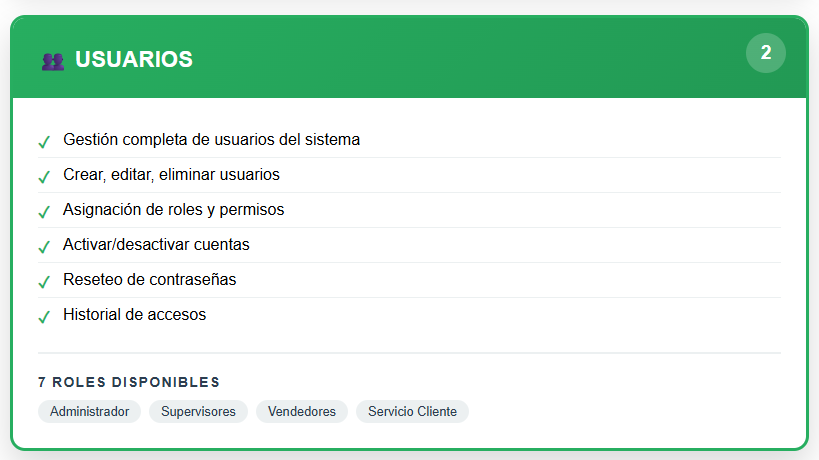 USUARIOS
2
Gestión completa de usuarios del sistema
Crear, editar, eliminar usuarios
Asignación de roles y permisos
Activar/desactivar cuentas
Reseteo de contraseñas
Historial de accesos
7 ROLES DISPONIBLES
Administrador Supervisores Vendedores Servicio Cliente